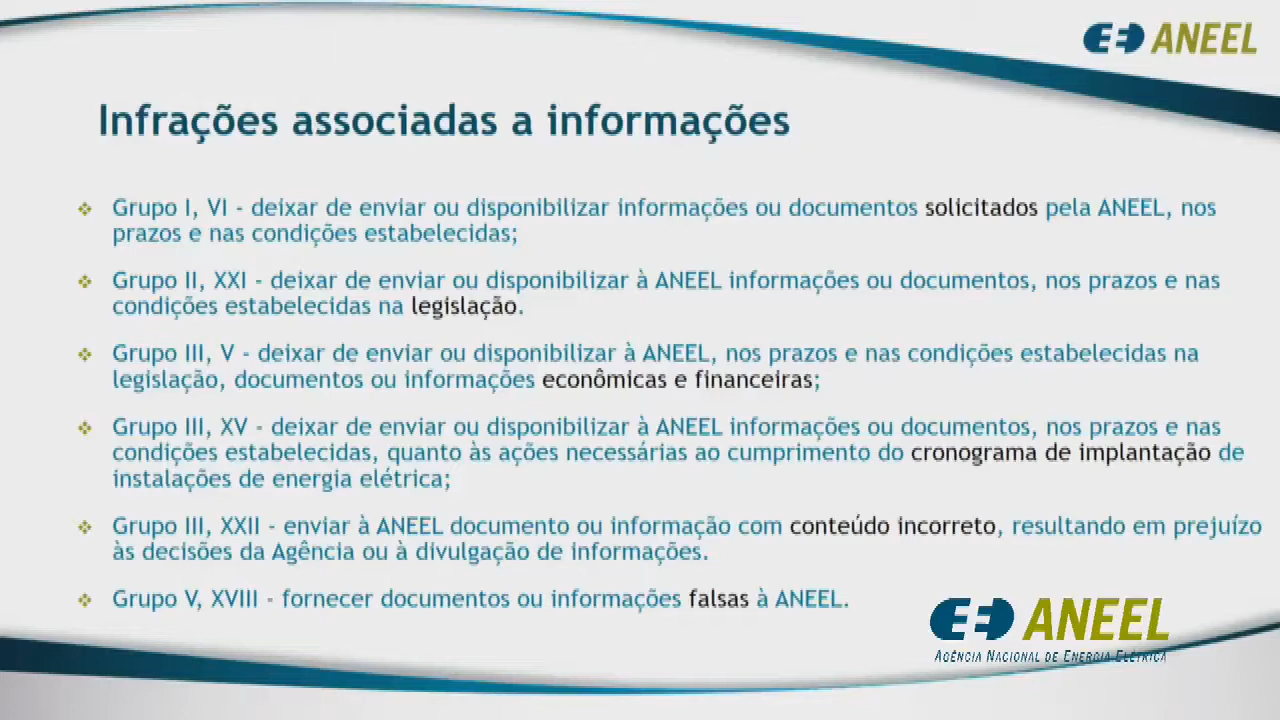 ANEEL
Infrações associadas a informações
Grupo I, VI - deixar de enviar ou disponibilizar informações ou documentos solicitados pela ANEEL, nos
prazos e nas condições estabelecidas;
Grupo II, XXI - deixar de enviar ou disponibilizar à ANEEL informações ou documentos, nos prazos e nas
condições estabelecidas na legislação.
Grupo III, V - deixar de enviar ou disponibilizar à ANEEL, nos prazos e nas condições estabelecidas na
legislação, documentos ou informações econômicas e financeiras;
Grupo III, XV - deixar de enviar ou disponibilizar à ANEEL informações ou documentos, nos prazos e nas
condições estabelecidas, quanto às ações necessárias ao cumprimento do cronograma de implantação de
instalações de energia elétrica;
Grupo III, XXII - enviar à ANEEL documento ou informação com conteúdo incorreto, resultando em prejuízo
às decisões da Agência ou à divulgação de informações.
Grupo V, XVIII - fornecer documentos ou informações falsas à ANEEL.
ANEEL
AGÊNCIA NACIONAL DE ENERGIA ELÉTRICA